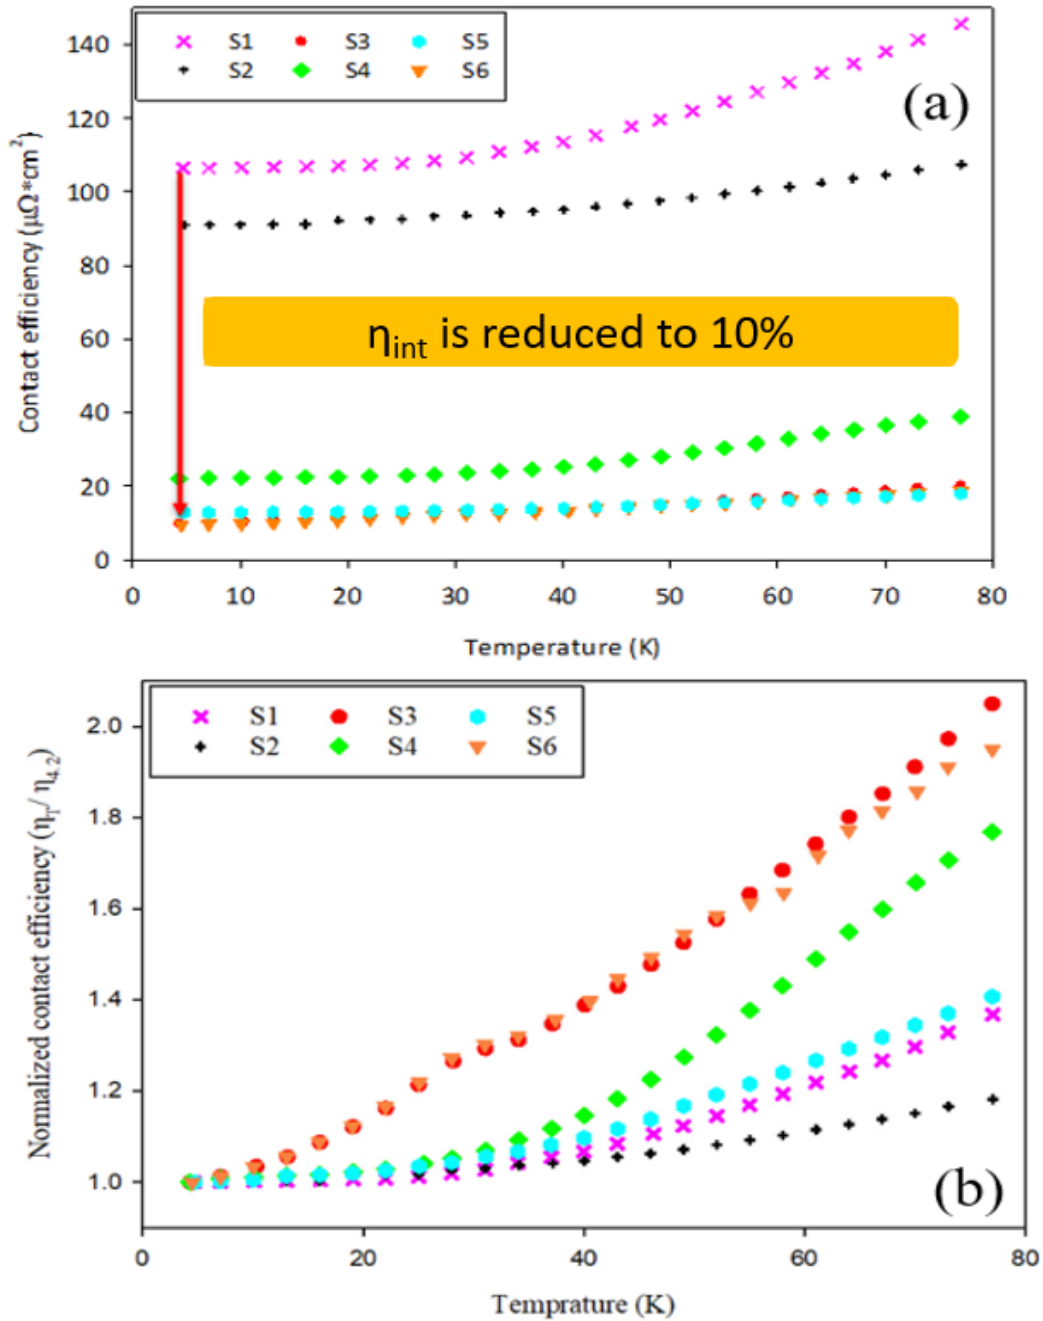 S1 S3 S5
S2 S4 S6
(a)
140
120
100
80
60
40
20
0
Contact efficiency (μΩ*cm²)
ηint is reduced to 10%
0 10 20 30 40 50 60 70 80
Temperature (K)
S1 S3 S5
S2 S4 S6
2.0
1.8
1.6
1.4
1.2
1.0
Normalized contact efficiency (ηT/ η4.2)
(b)
0 20 40 60 80
Temprature (K)